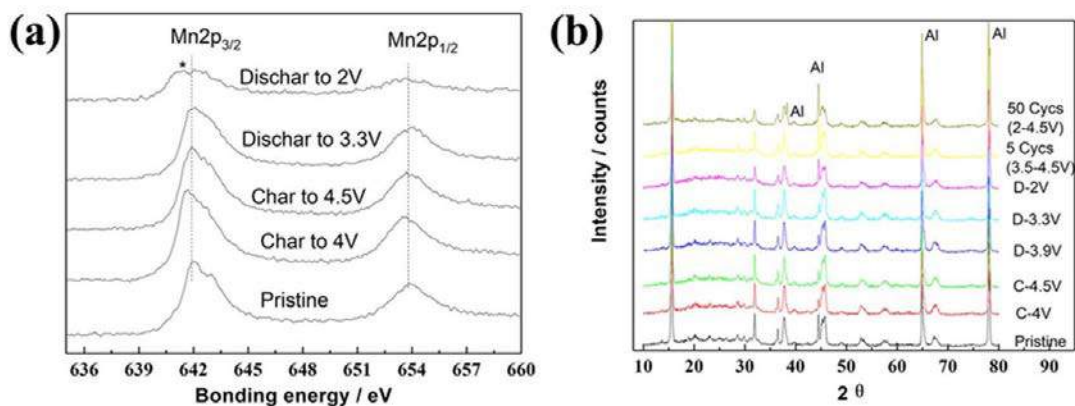 (a)
Mn2p3/2
Mn2p1/2
*
Dischar to 2V
Dischar to 3.3V
Char to 4.5V
Char to 4V
Pristine
636 639 642 645 648 651 654 657 660
Bonding energy / eV
(b)
Intensity / counts
Al
Al
Al
Al
50 Cycs
(2-4.5V)
5 Cycs
(3.5-4.5V)
D-2V
D-3.3V
D-3.9V
C-4.5V
C-4V
Pristine
10 20 30 40 50 60 70 80 90
2 θ